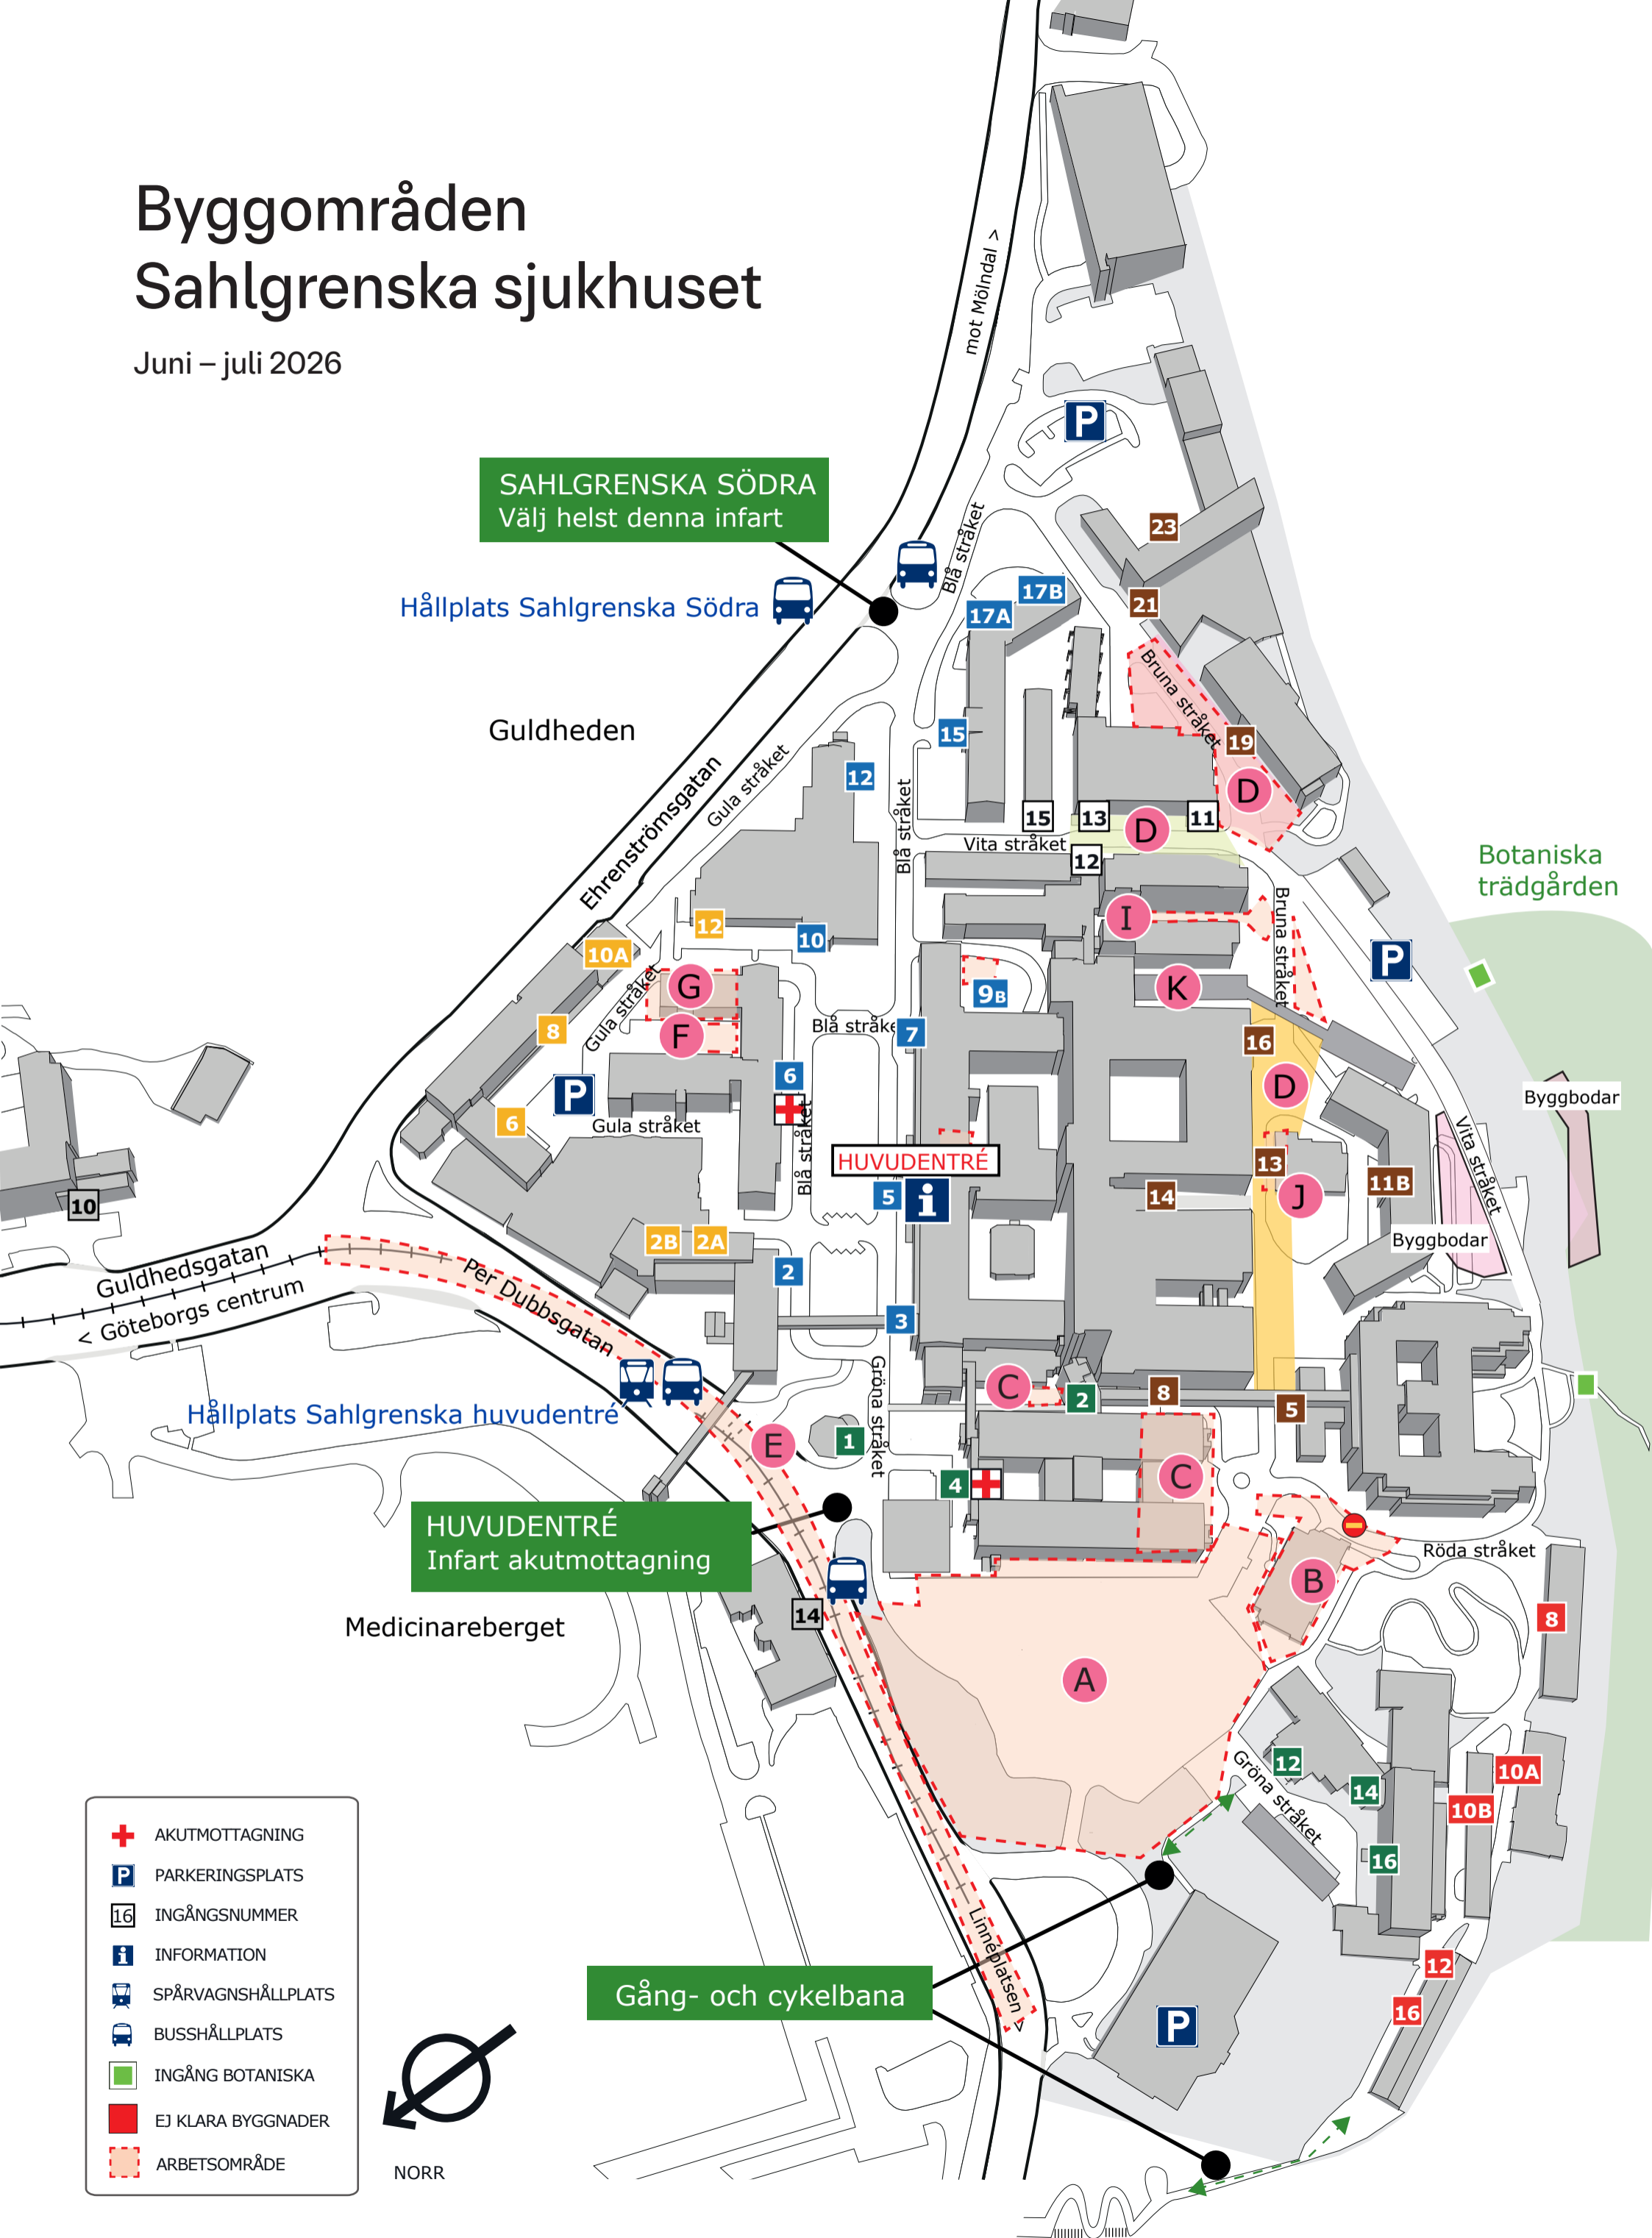 Byggområden
Sahlgrenska sjukhuset
Juni – juli 2026
mot Mölndal >
P
SAHLGRENSKA SÖDRA
Välj helst denna infart
Blå stråket
23
Hållplats Sahlgrenska Södra
17B
17A
21
Bruna stråket
Guldheden
15
19
12
Gula stråket
Ehrenströmsgatan
D
Blå stråket
15
13
D
11
Vita stråket
12
Botaniska
trädgården
I
Bruna stråket
12
10
10A
P
G
9B
K
Gula stråket
8
F
Blå stråke
7
16
6
D
P
Byggbodar
6
Gula stråket
Blå stråket
Vita stråket
HUVUDENTRÉ
13
5
i
14
J
11B
10
2B
2A
Byggbodar
Guldhedsgatan
< Göteborgs centrum
Per Dubbsgatan
2
3
Gröna stråket
C
2
8
5
Hållplats Sahlgrenska huvudentré
E
1
C
4
HUVUDENTRÉ
Infart akutmottagning
Röda stråket
B
14
8
Medicinareberget
A
12
Gröna stråket
14
10A
10B
16
Linnéplatsen >
12
Gång- och cykelbana
16
P
AKUTMOTTAGNING
P PARKERINGSPLATS
16 INGÅNGSNUMMER
i INFORMATION
SPÅRVAGNSHÅLLPLATS
BUSSHÅLLPLATS
INGÅNG BOTANISKA
EJ KLARA BYGGNADER
ARBETSOMRÅDE
NORR